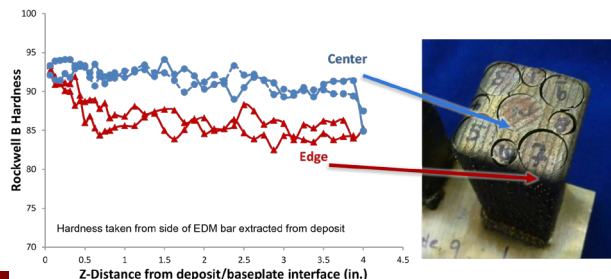 100
95
90
85
80
75
70
Rockwell B Hardness
Center
Edge
Hardness taken from side of EDM bar extracted from deposit
0 0.5 1 1.5 2 2.5 3 3.5 4 4.5
Z-Distance from deposit/baseplate interface (in.)